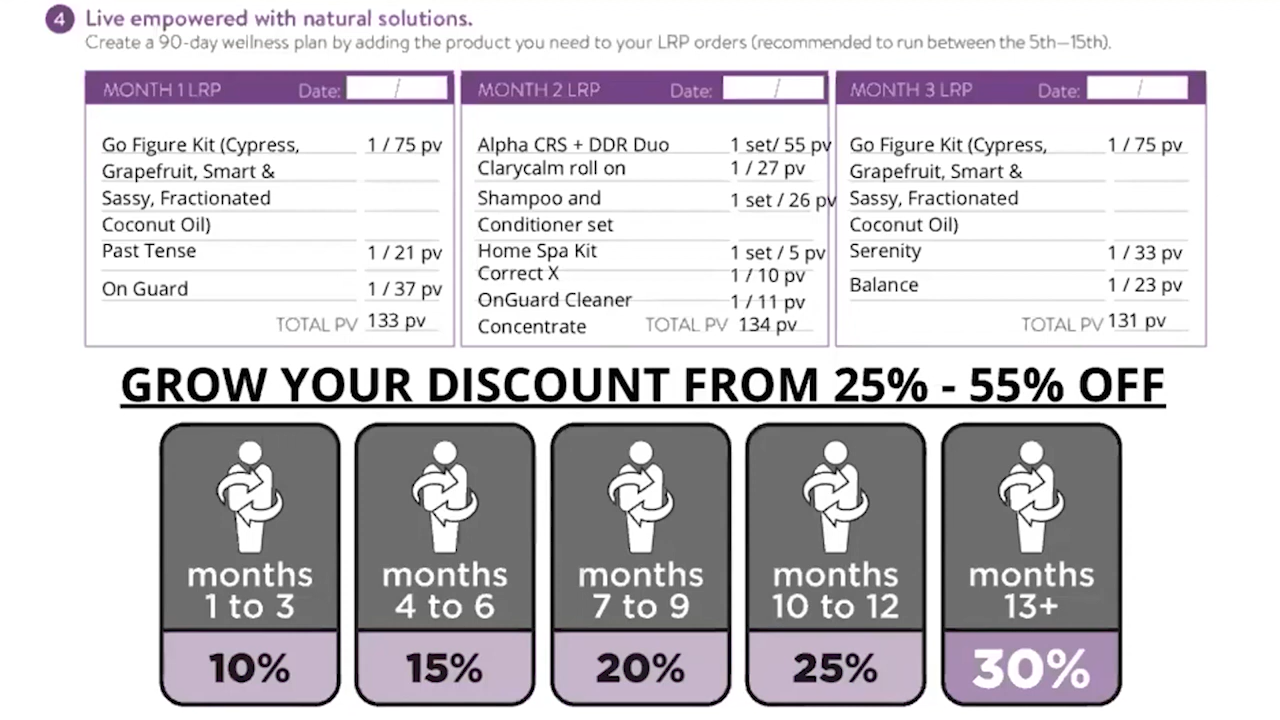 4 Live empowered with natural solutions.
Create a 90-day wellness plan by adding the product you need to your LRP orders (recommended to run between the 5th–15th).
MONTH 1 LRP Date: /
Go Figure Kit (Cypress, 1 / 75 pv
Grapefruit, Smart &
Sassy, Fractionated
Coconut Oil)
Past Tense 1 / 21 pv
On Guard 1 / 37 pv
TOTAL PV 133 pv
MONTH 2 LRP Date: /
Alpha CRS + DDR Duo 1 set/ 55 pv
Clarycalm roll on 1 / 27 pv
Shampoo and 1 set / 26 pv
Conditioner set
Home Spa Kit 1 set / 5 pv
Correct X 1 / 10 pv
OnGuard Cleaner 1 / 11 pv
Concentrate TOTAL PV 134 pv
MONTH 3 LRP Date: /
Go Figure Kit (Cypress, 1 / 75 pv
Grapefruit, Smart &
Sassy, Fractionated
Coconut Oil)
Serenity 1 / 33 pv
Balance 1 / 23 pv
TOTAL PV 131 pv
GROW YOUR DISCOUNT FROM 25% - 55% OFF
months
1 to 3
10%
months
4 to 6
15%
months
7 to 9
20%
months
10 to 12
25%
months
13+
30%